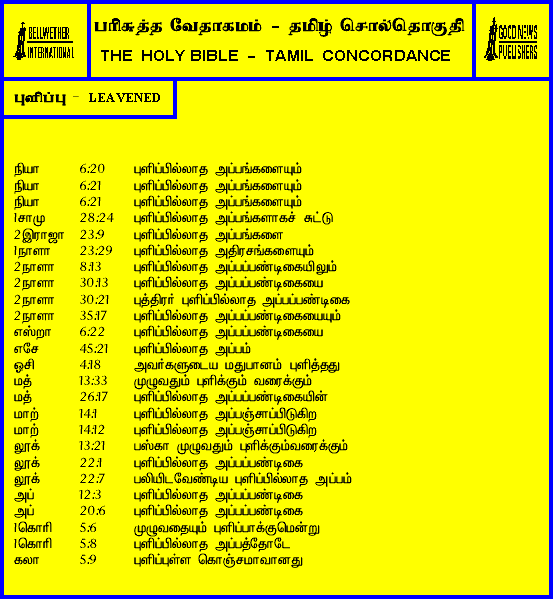 BELLWETHER INTERNATIONAL
பரிசுத்த வேதாகமம் - தமிழ் சொல்தொகுதி
THE HOLY BIBLE - TAMIL CONCORDANCE
GOOD NEWS PUBLISHERS
புளிப்பு - LEAVENED
நியா 6:20 புளிப்பில்லாத அப்பங்களையும்
நியா 6:21 புளிப்பில்லாத அப்பங்களையும்
நியா 6:21 புளிப்பில்லாத அப்பங்களையும்
1சாமு 28:24 புளிப்பில்லாத அப்பங்களாகச் சுட்டு
2இராஜா 23:9 புளிப்பில்லாத அப்பங்களை
1நாளா 23:29 புளிப்பில்லாத அதிரசங்களையும்
2நாளா 8:13 புளிப்பில்லாத அப்பப்பண்டிகையிலும்
2நாளா 30:13 புளிப்பில்லாத அப்பப்பண்டிகையை
2நாளா 30:21 புத்திரர் புளிப்பில்லாத அப்பப்பண்டிகை
2நாளா 35:17 புளிப்பில்லாத அப்பப்பண்டிகையையும்
எஸ்றா 6:22 புளிப்பில்லாத அப்பப்பண்டிகையை
எசே 45:21 புளிப்பில்லாத அப்பம்
ஓசி 4:18 அவர்களுடைய மதுபானம் புளித்தது
மத் 13:33 முழுவதும் புளிக்கும் வரைக்கும்
மத் 26:17 புளிப்பில்லாத அப்பப்பண்டிகையின்
மாற் 14:1 புளிப்பில்லாத அப்பஞ்சாப்பிடுகிற
மாற் 14:12 புளிப்பில்லாத அப்பஞ்சாப்பிடுகிற
லூக் 13:21 பஸ்கா முழுவதும் புளிக்கும்வரைக்கும்
லூக் 22:1 புளிப்பில்லாத அப்பப்பண்டிகை
லூக் 22:7 பலியிடவேண்டிய புளிப்பில்லாத அப்பம்
அப் 12:3 புளிப்பில்லாத அப்பப்பண்டிகை
அப் 20:6 புளிப்பில்லாத அப்பப்பண்டிகை
1கொரி 5:6 முழுவதையும் புளிப்பாக்குமென்று
1கொரி 5:8 புளிப்பில்லாத அப்பத்தோடே
கலா 5:9 புளிப்புள்ள கொஞ்சமாவானது